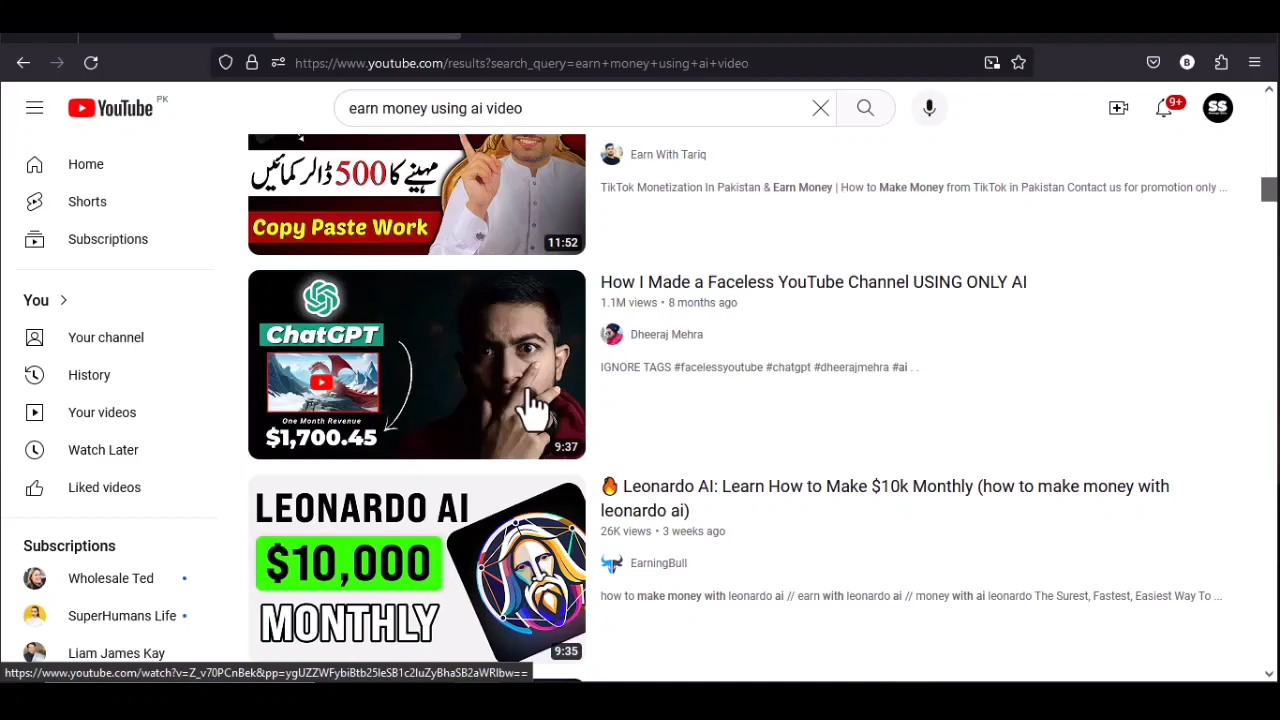 https://www.youtube.com/results?search_query=earn+money+using+ai+video
B
YouTube PK
earn money using ai video
9+
SS
Home
Shorts
Subscriptions
You
Your channel
History
Your videos
Watch Later
Liked videos
Subscriptions
Wholesale Ted
SuperHumans Life
Liam James Kay
مہینے کا 500 ڈالر کمائیں
Copy Paste Work
11:52
Earn With Tariq
TikTok Monetization In Pakistan & Earn Money | How to Make Money from TikTok in Pakistan Contact us for promotion only ...
ChatGPT
One Month Revenue
$1,700.45
9:37
How I Made a Faceless YouTube Channel USING ONLY AI
1.1M views • 8 months ago
Dheeraj Mehra
IGNORE TAGS #facelessyoutube #chatgpt #dheerajmehra #ai . .
LEONARDO AI
$10,000
MONTHLY
9:35
🔥 Leonardo AI: Learn How to Make $10k Monthly (how to make money with
leonardo ai)
26K views • 3 weeks ago
EarningBull
how to make money with leonardo ai // earn with leonardo ai // money with ai leonardo The Surest, Fastest, Easiest Way To ...